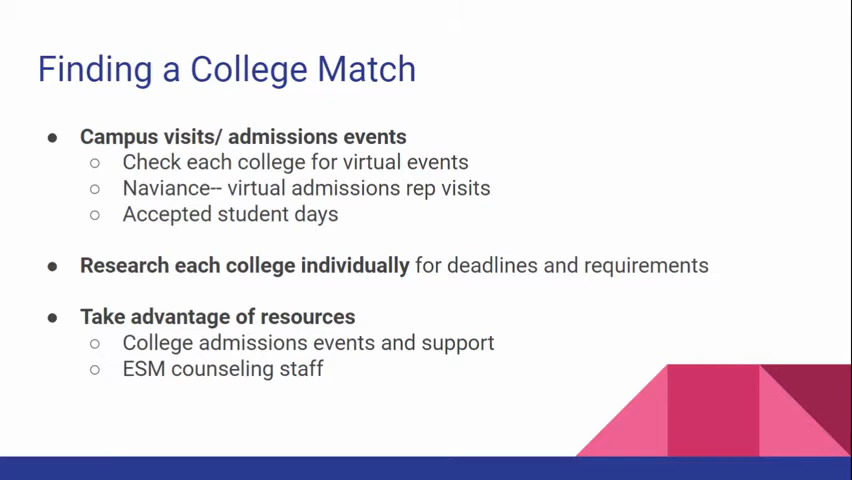 Finding a College Match
● Campus visits/ admissions events
○ Check each college for virtual events
○ Naviance-- virtual admissions rep visits
○ Accepted student days
● Research each college individually for deadlines and requirements
● Take advantage of resources
○ College admissions events and support
○ ESM counseling staff